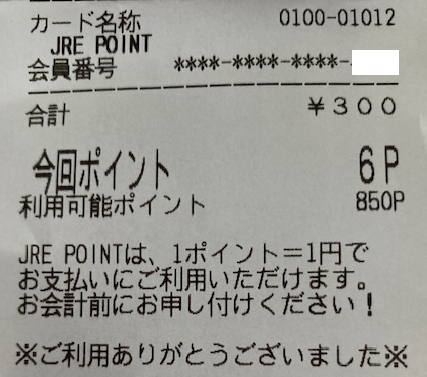 カード名称 0100-01012
JRE POINT
会員番号 ****-****-****-
合計 ¥300
今回ポイント 6P
利用可能ポイント 850P
JRE POINTは、1ポイント=1円で
お支払いにご利用いただけます。
お会計前にお申し付けください!
※ご利用ありがとうございました※